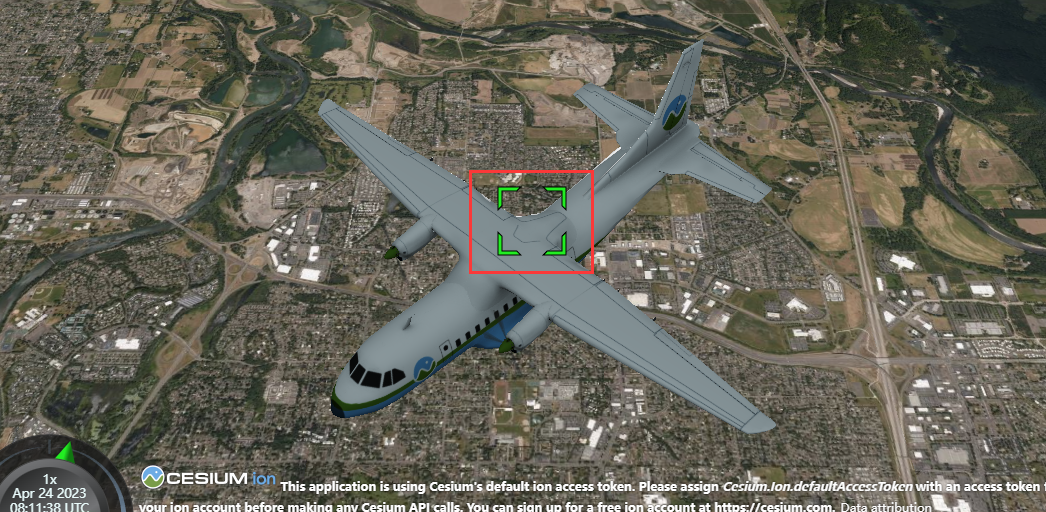 1x
Apr 24 2023
08:11:38 UTC
CESIUM ion
This application is using Cesium's default ion access token. Please assign Cesium.Ion.defaultAccessToken with an access token
your ion account before making any Cesium API calls. You can sign up for a free ion account at https://cesium.com. Data attribution